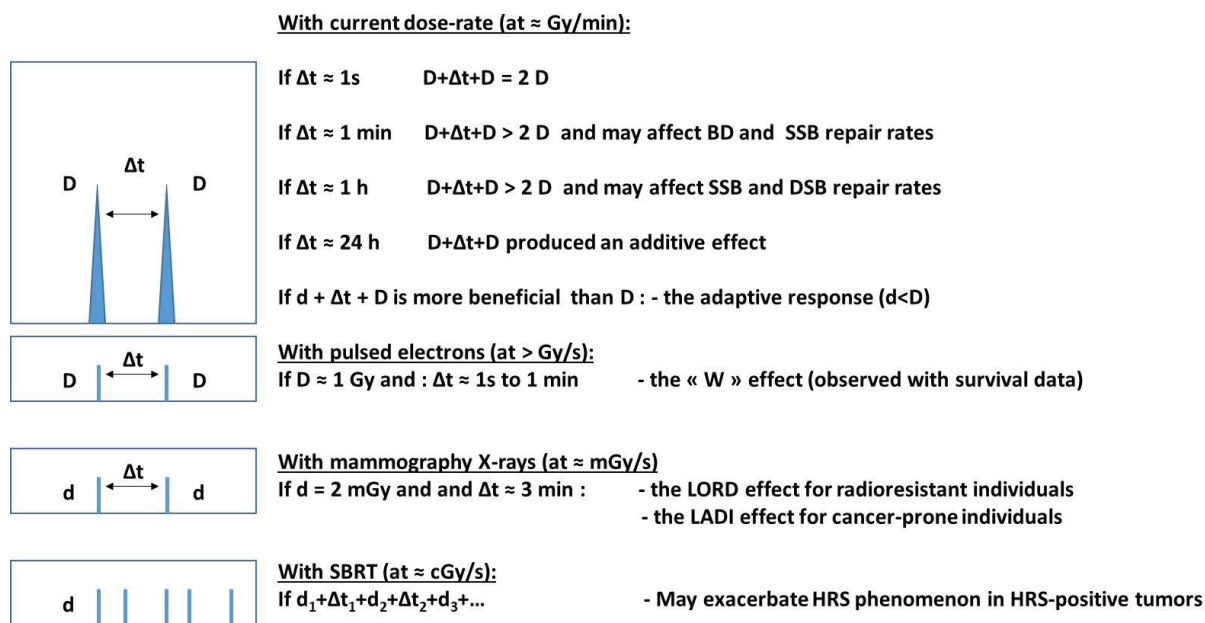 With current dose-rate (at ≈ Gy/min):
If Δt ≈ 1s D+Δt+D = 2 D
If Δt ≈ 1 min D+Δt+D > 2 D and may affect BD and SSB repair rates
Δt
D D
If Δt ≈ 1 h D+Δt+D > 2 D and may affect SSB and DSB repair rates
If Δt ≈ 24 h D+Δt+D produced an additive effect
If d + Δt + D is more beneficial than D : - the adaptive response (d<D)
With pulsed electrons (at > Gy/s):
Δt
D D
If D ≈ 1 Gy and : Δt ≈ 1s to 1 min - the « W » effect (observed with survival data)
With mammography X-rays (at ≈ mGy/s)
Δt
d d
If d = 2 mGy and and Δt ≈ 3 min : - the LORD effect for radioresistant individuals
- the LADI effect for cancer-prone individuals
With SBRT (at ≈ cGy/s):
d
If d₁+Δt₁+d₂+Δt₂+d₃+... - May exacerbate HRS phenomenon in HRS-positive tumors